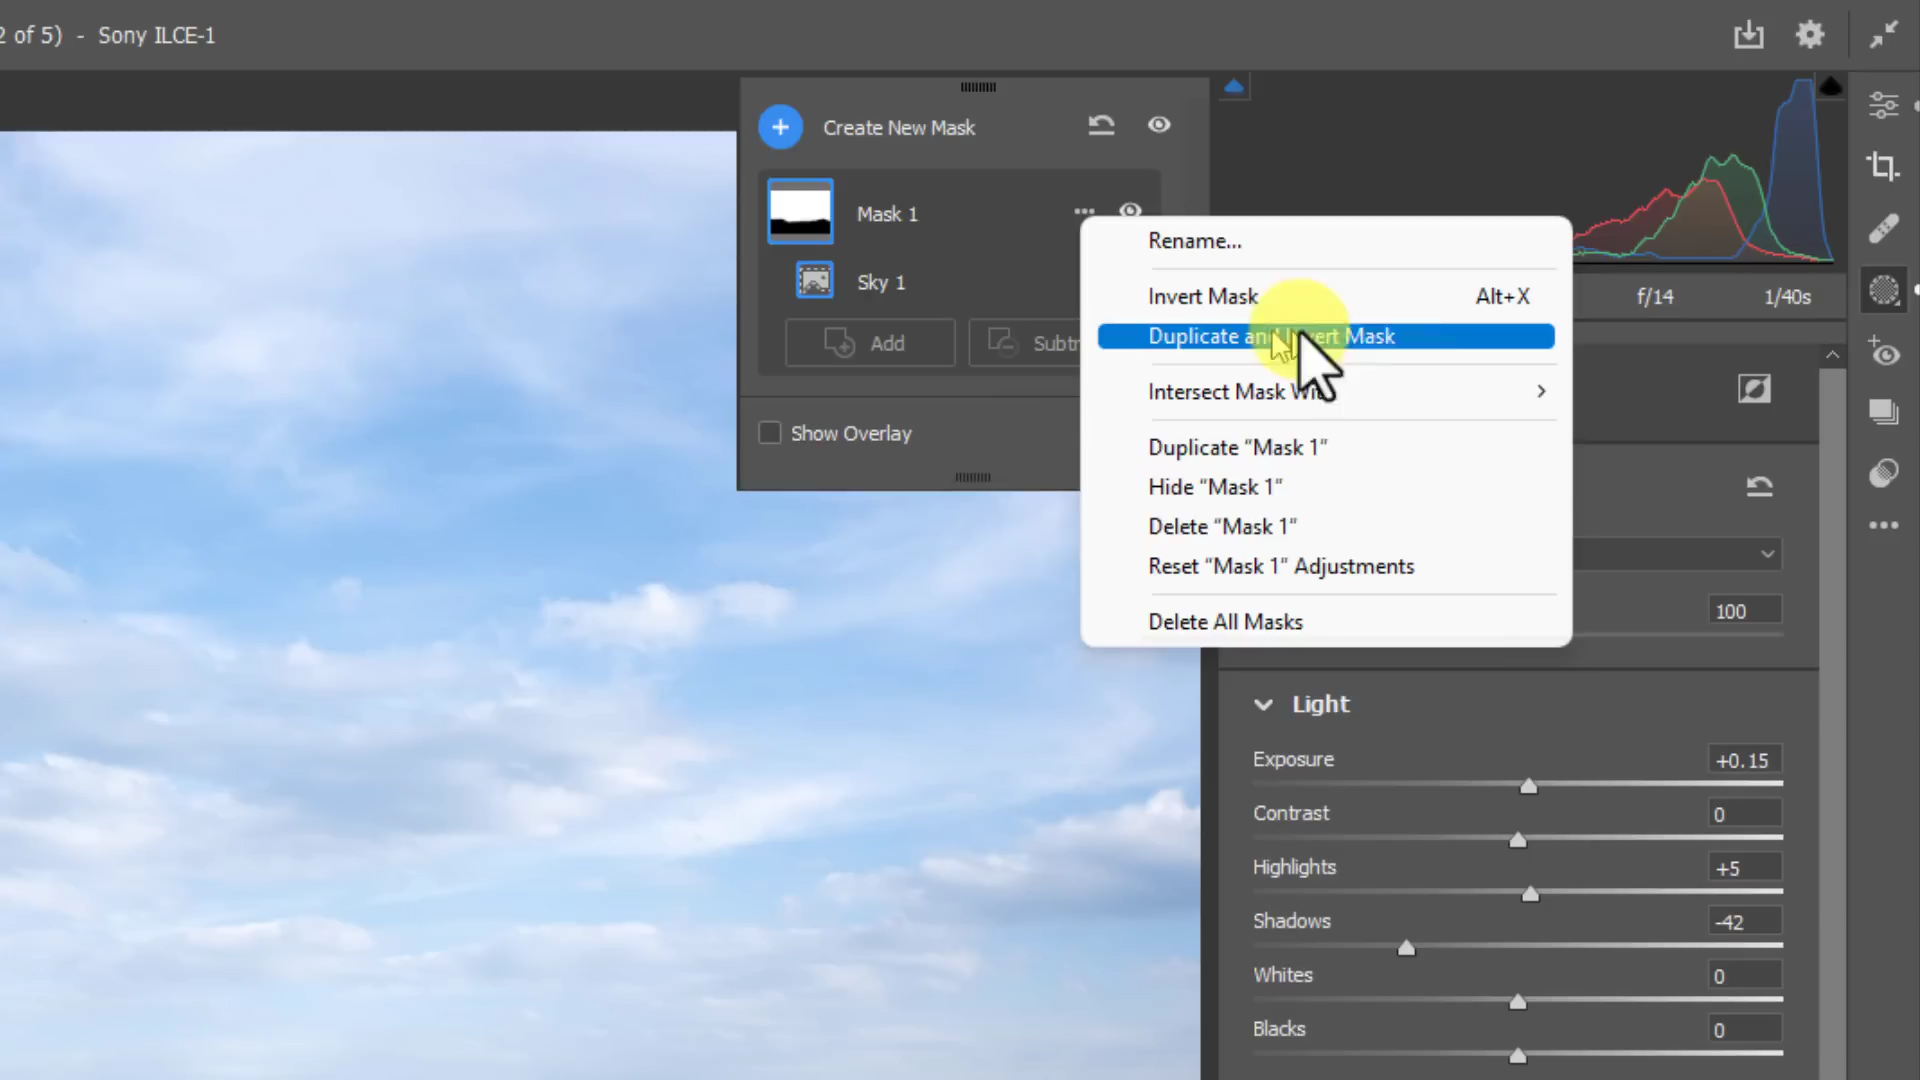 2 of 5) - Sony ILCE-1
Create New Mask
Mask 1
Sky 1
Add
Subtr
Show Overlay
Rename...
Invert Mask Alt+X
Duplicate and Invert Mask
Intersect Mask With
Duplicate “Mask 1”
Hide “Mask 1”
Delete “Mask 1”
Reset “Mask 1” Adjustments
Delete All Masks
f/14 1/40s
100
Light
Exposure +0.15
Contrast 0
Highlights +5
Shadows -42
Whites 0
Blacks 0